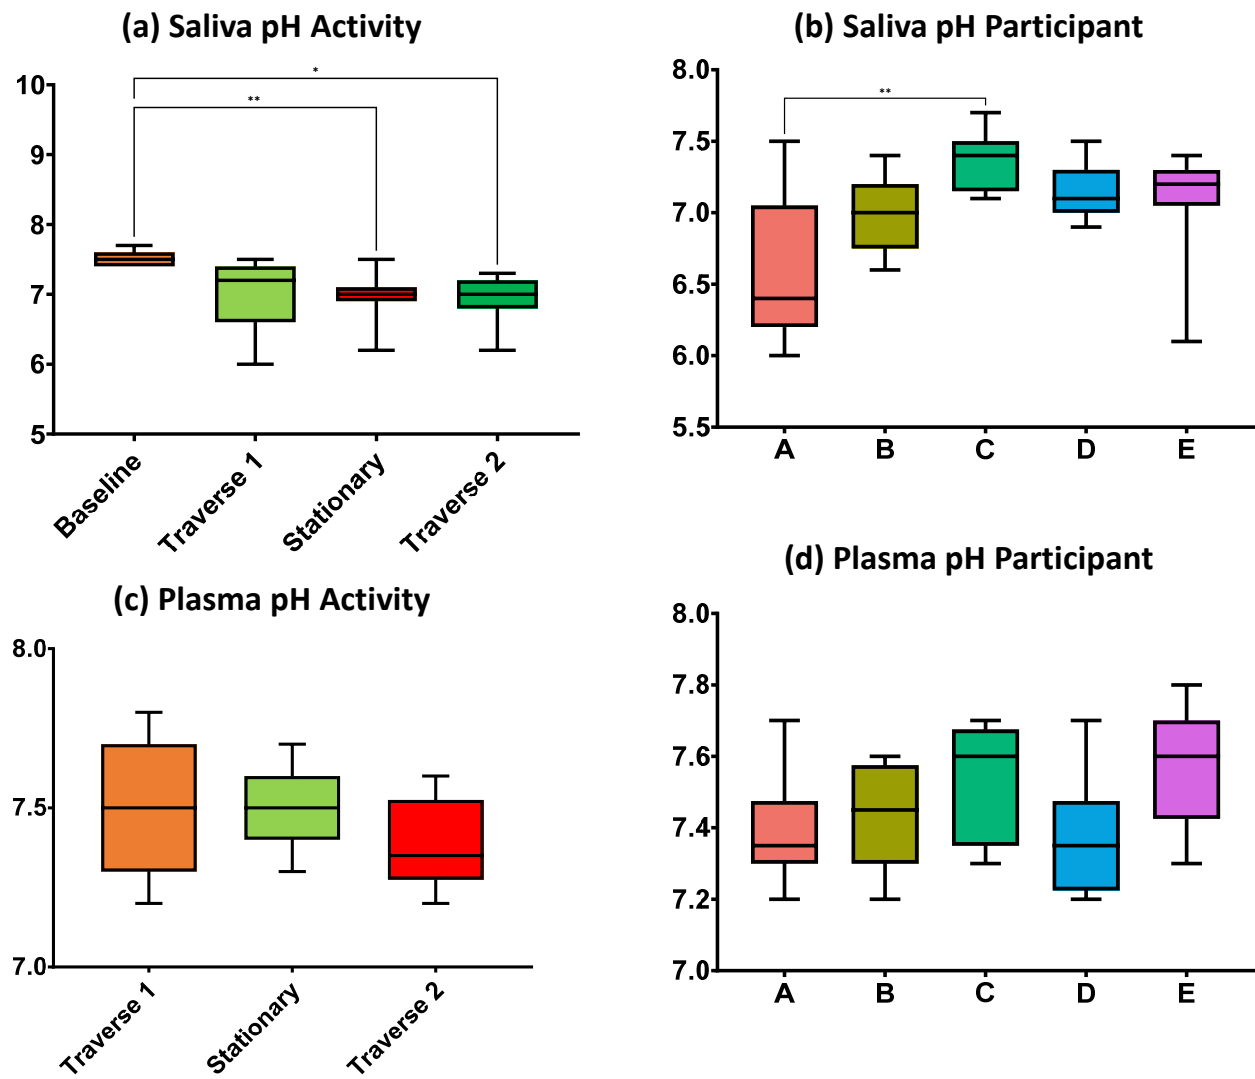 (a) Saliva pH Activity
10
9
8
7
6
5
*
**
Baseline
Traverse 1
Stationary
Traverse 2
(b) Saliva pH Participant
8.0
7.5
7.0
6.5
6.0
5.5
**
A B C D E
(c) Plasma pH Activity
8.0
7.5
7.0
Traverse 1
Stationary
Traverse 2
(d) Plasma pH Participant
8.0
7.8
7.6
7.4
7.2
7.0
A B C D E